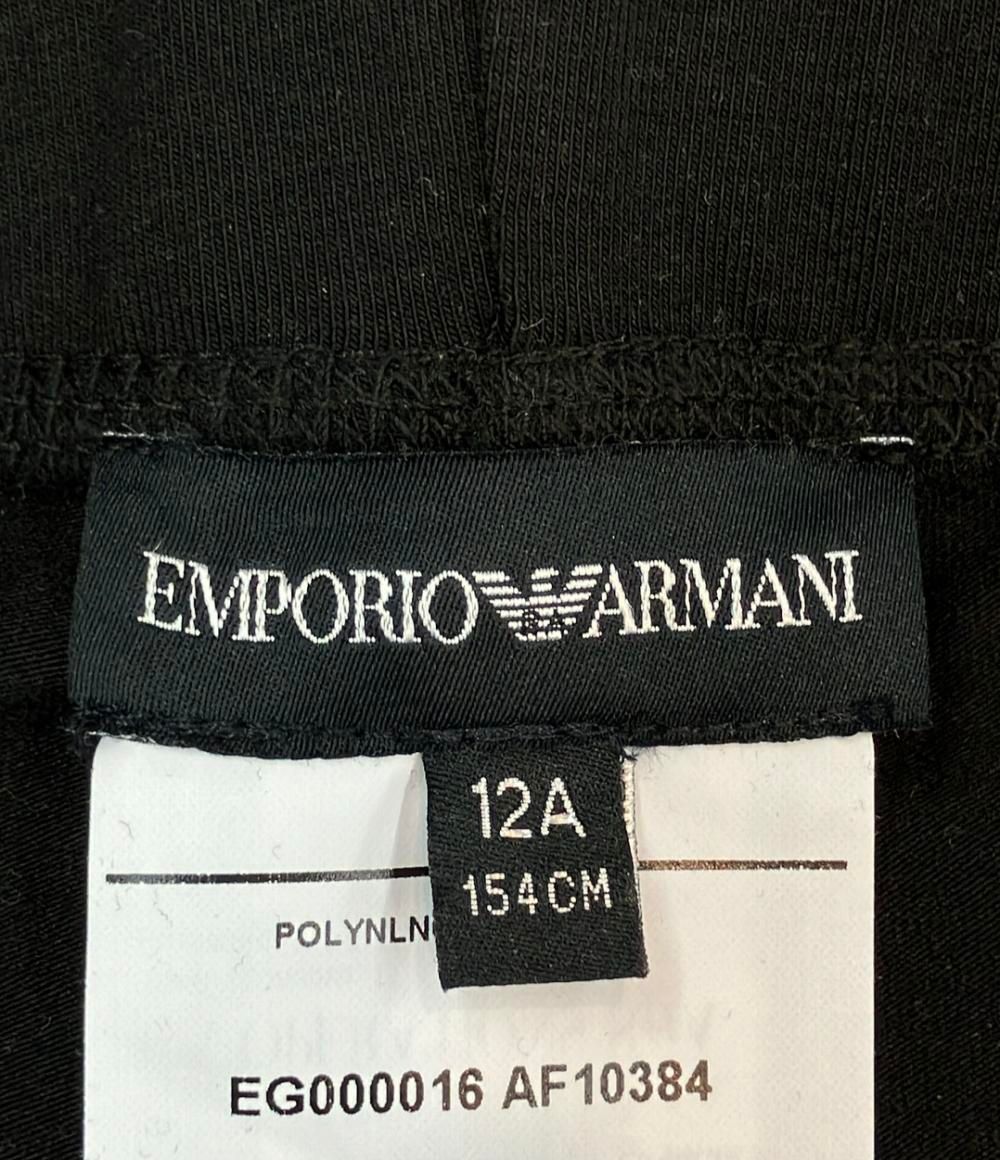 EMPORIO ARMANI
12A
154CM
EG000016 AF10384